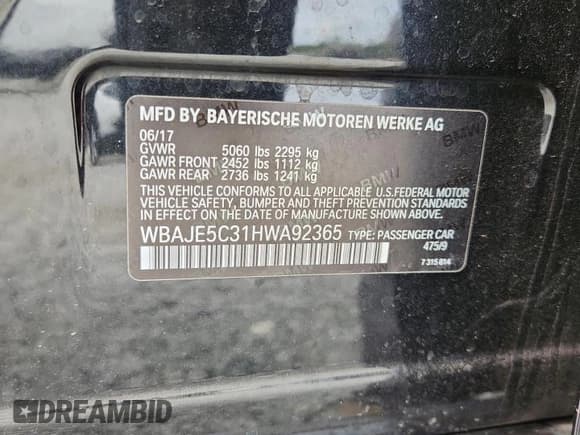 MFD BY BAYERISCHE MOTOREN WERKE AG
06/17
GVWR 5060 lbs 2295 kg
GAWR FRONT 2452 lbs 1112 kg
GAWR REAR 2736 lbs 1241 kg
THIS VEHICLE CONFORMS TO ALL APPLICABLE U.S. FEDERAL MOTOR
VEHICLE SAFETY, BUMPER, AND THEFT PREVENTION STANDARDS
IN EFFECT ON THE DATE OF MANUFACTURE SHOWN ABOVE.
WBAJE5C31HWA92365 TYPE: PASSENGER CAR
475/9
7315814
DREAMBID